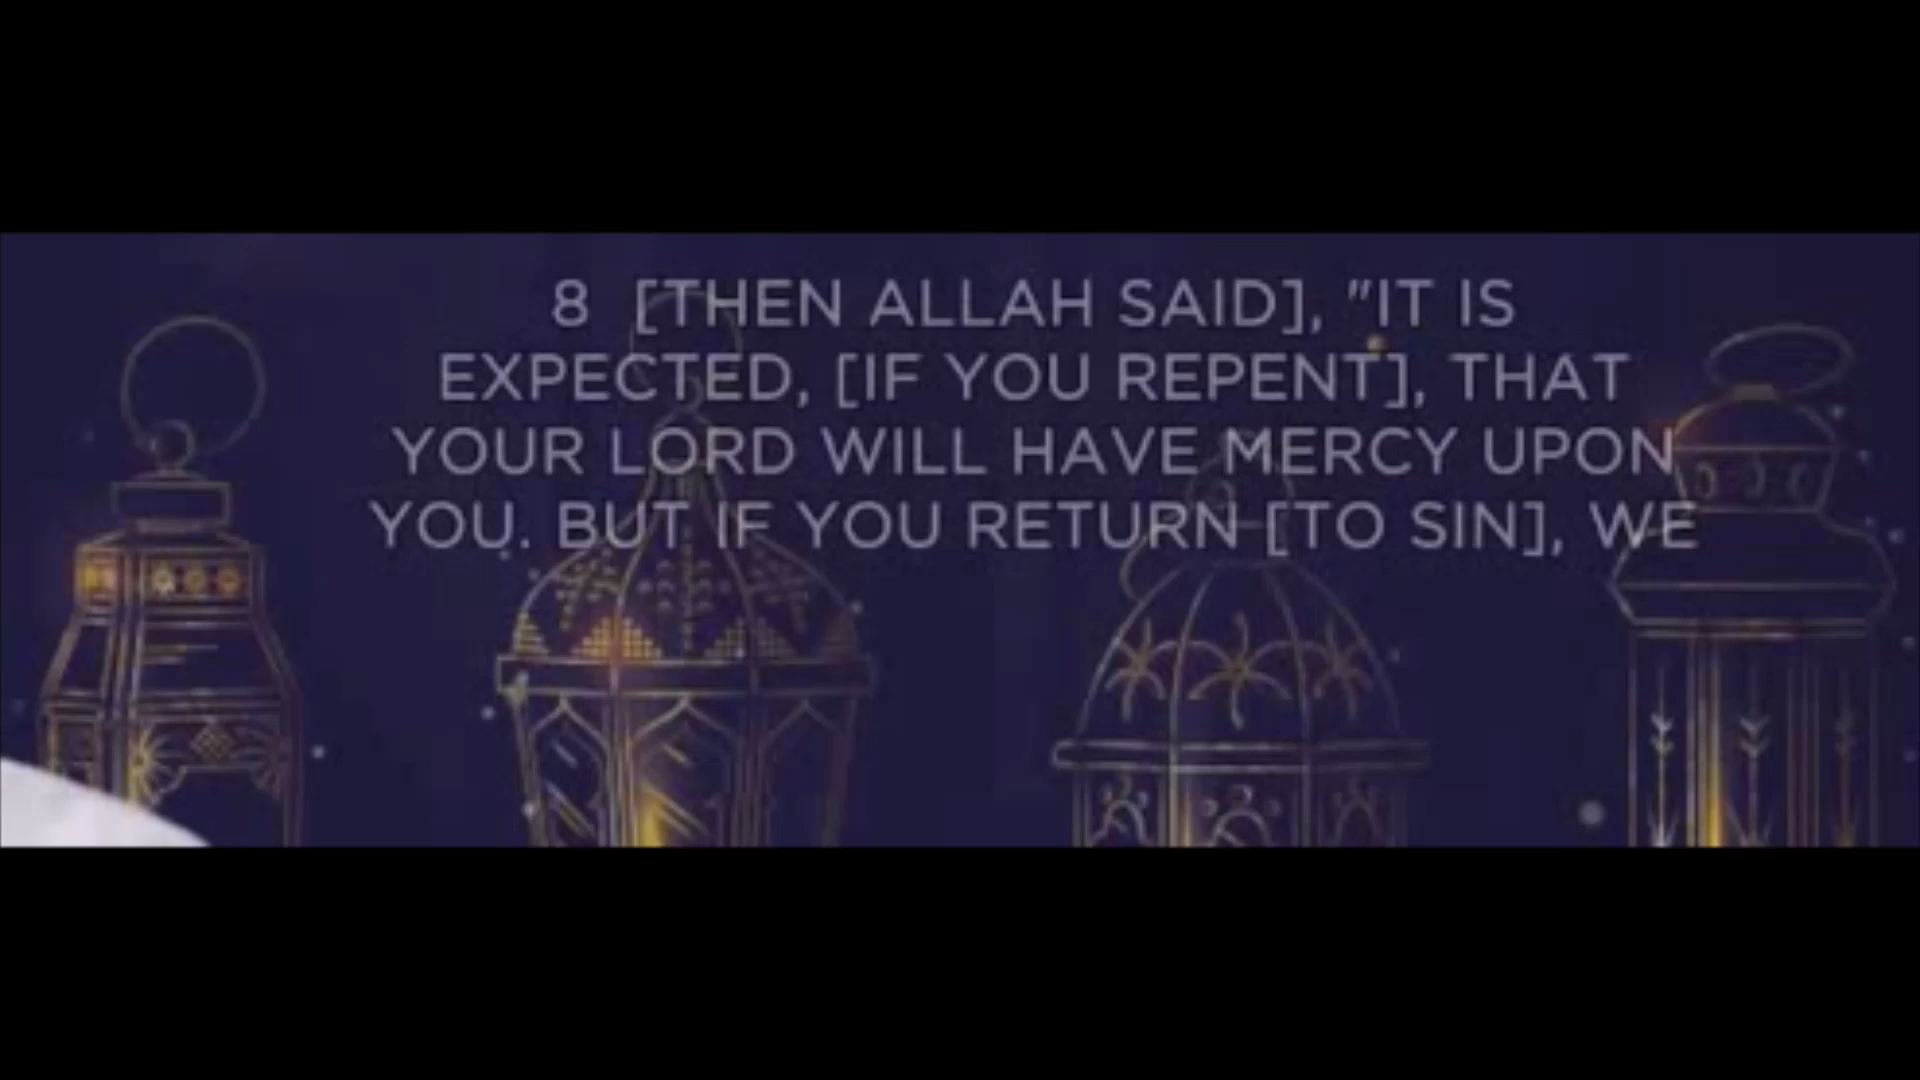 8 [THEN ALLAH SAID], "IT IS
EXPECTED, [IF YOU REPENT], THAT
YOUR LORD WILL HAVE MERCY UPON
YOU. BUT IF YOU RETURN [TO SIN], WE